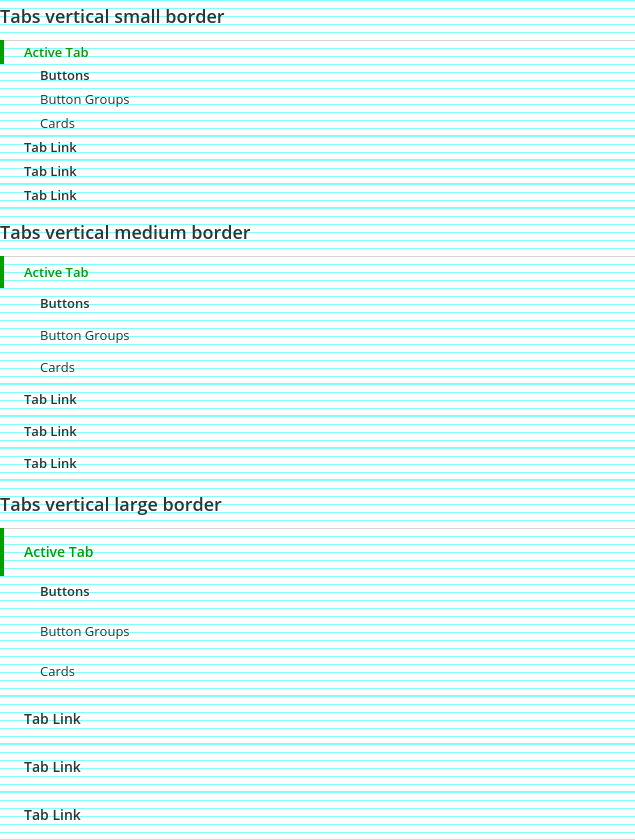 Tabs vertical small border
Active Tab
Buttons
Button Groups
Cards
Tab Link
Tab Link
Tab Link
Tabs vertical medium border
Active Tab
Buttons
Button Groups
Cards
Tab Link
Tab Link
Tab Link
Tabs vertical large border
Active Tab
Buttons
Button Groups
Cards
Tab Link
Tab Link
Tab Link